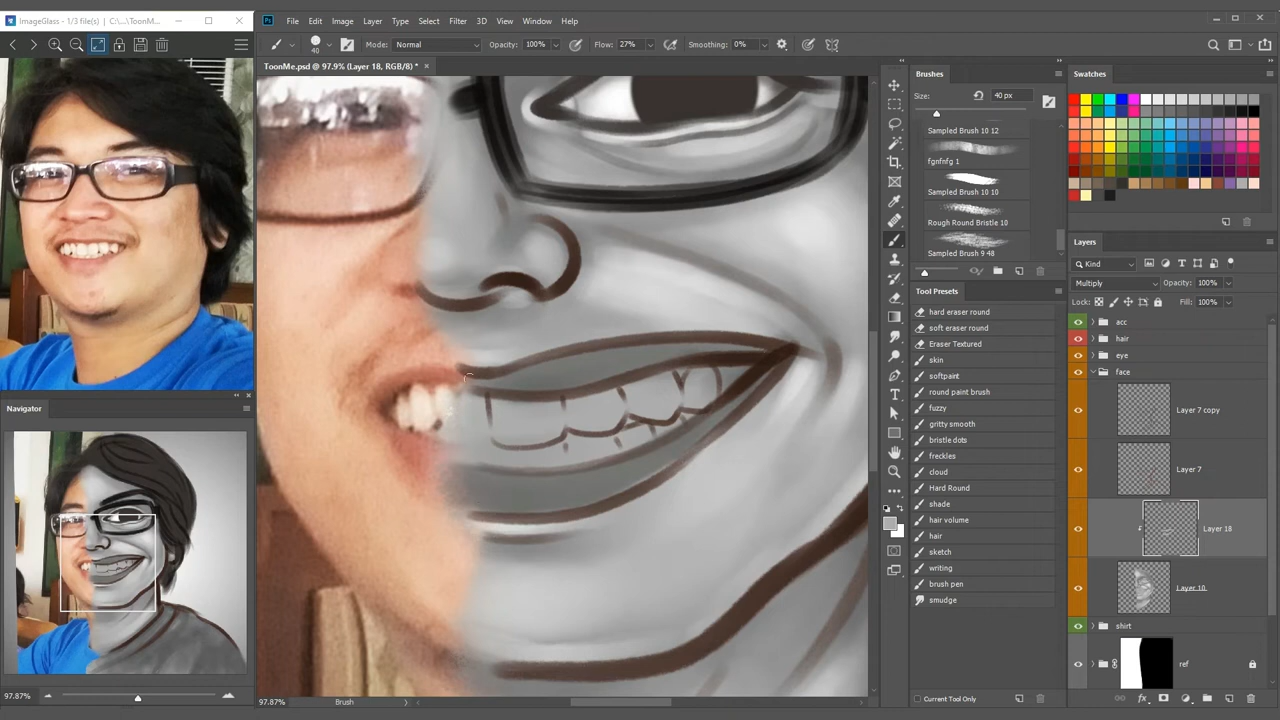 ImageGlass - 1/3 file(s) | C:\...\ToonM...
File Edit Image Layer Type Select Filter 3D View Window Help
40
Mode: Normal Opacity: 100% Flow: 27% Smoothing: 0%
ToonMe.psd @ 97.9% (Layer 18, RGB/8) *
Navigator
97.87%
97.87% Brush
Brushes
Size: 40 px
Sampled Brush 10 12
fgnfnfg 1
Sampled Brush 10 10
Rough Round Bristle 10
Sampled Brush 9 48
Tool Presets
hard eraser round
soft eraser round
Eraser Textured
skin
softpaint
round paint brush
fuzzy
gritty smooth
bristle dots
freckles
cloud
Hard Round
shade
hair volume
hair
sketch
writing
brush pen
smudge
Current Tool Only
Swatches
Layers
Kind
Multiply Opacity: 100%
Lock: Fill: 100%
acc
hair
eye
face
Layer 7 copy
Layer 7
Layer 18
Layer 10
shirt
ref